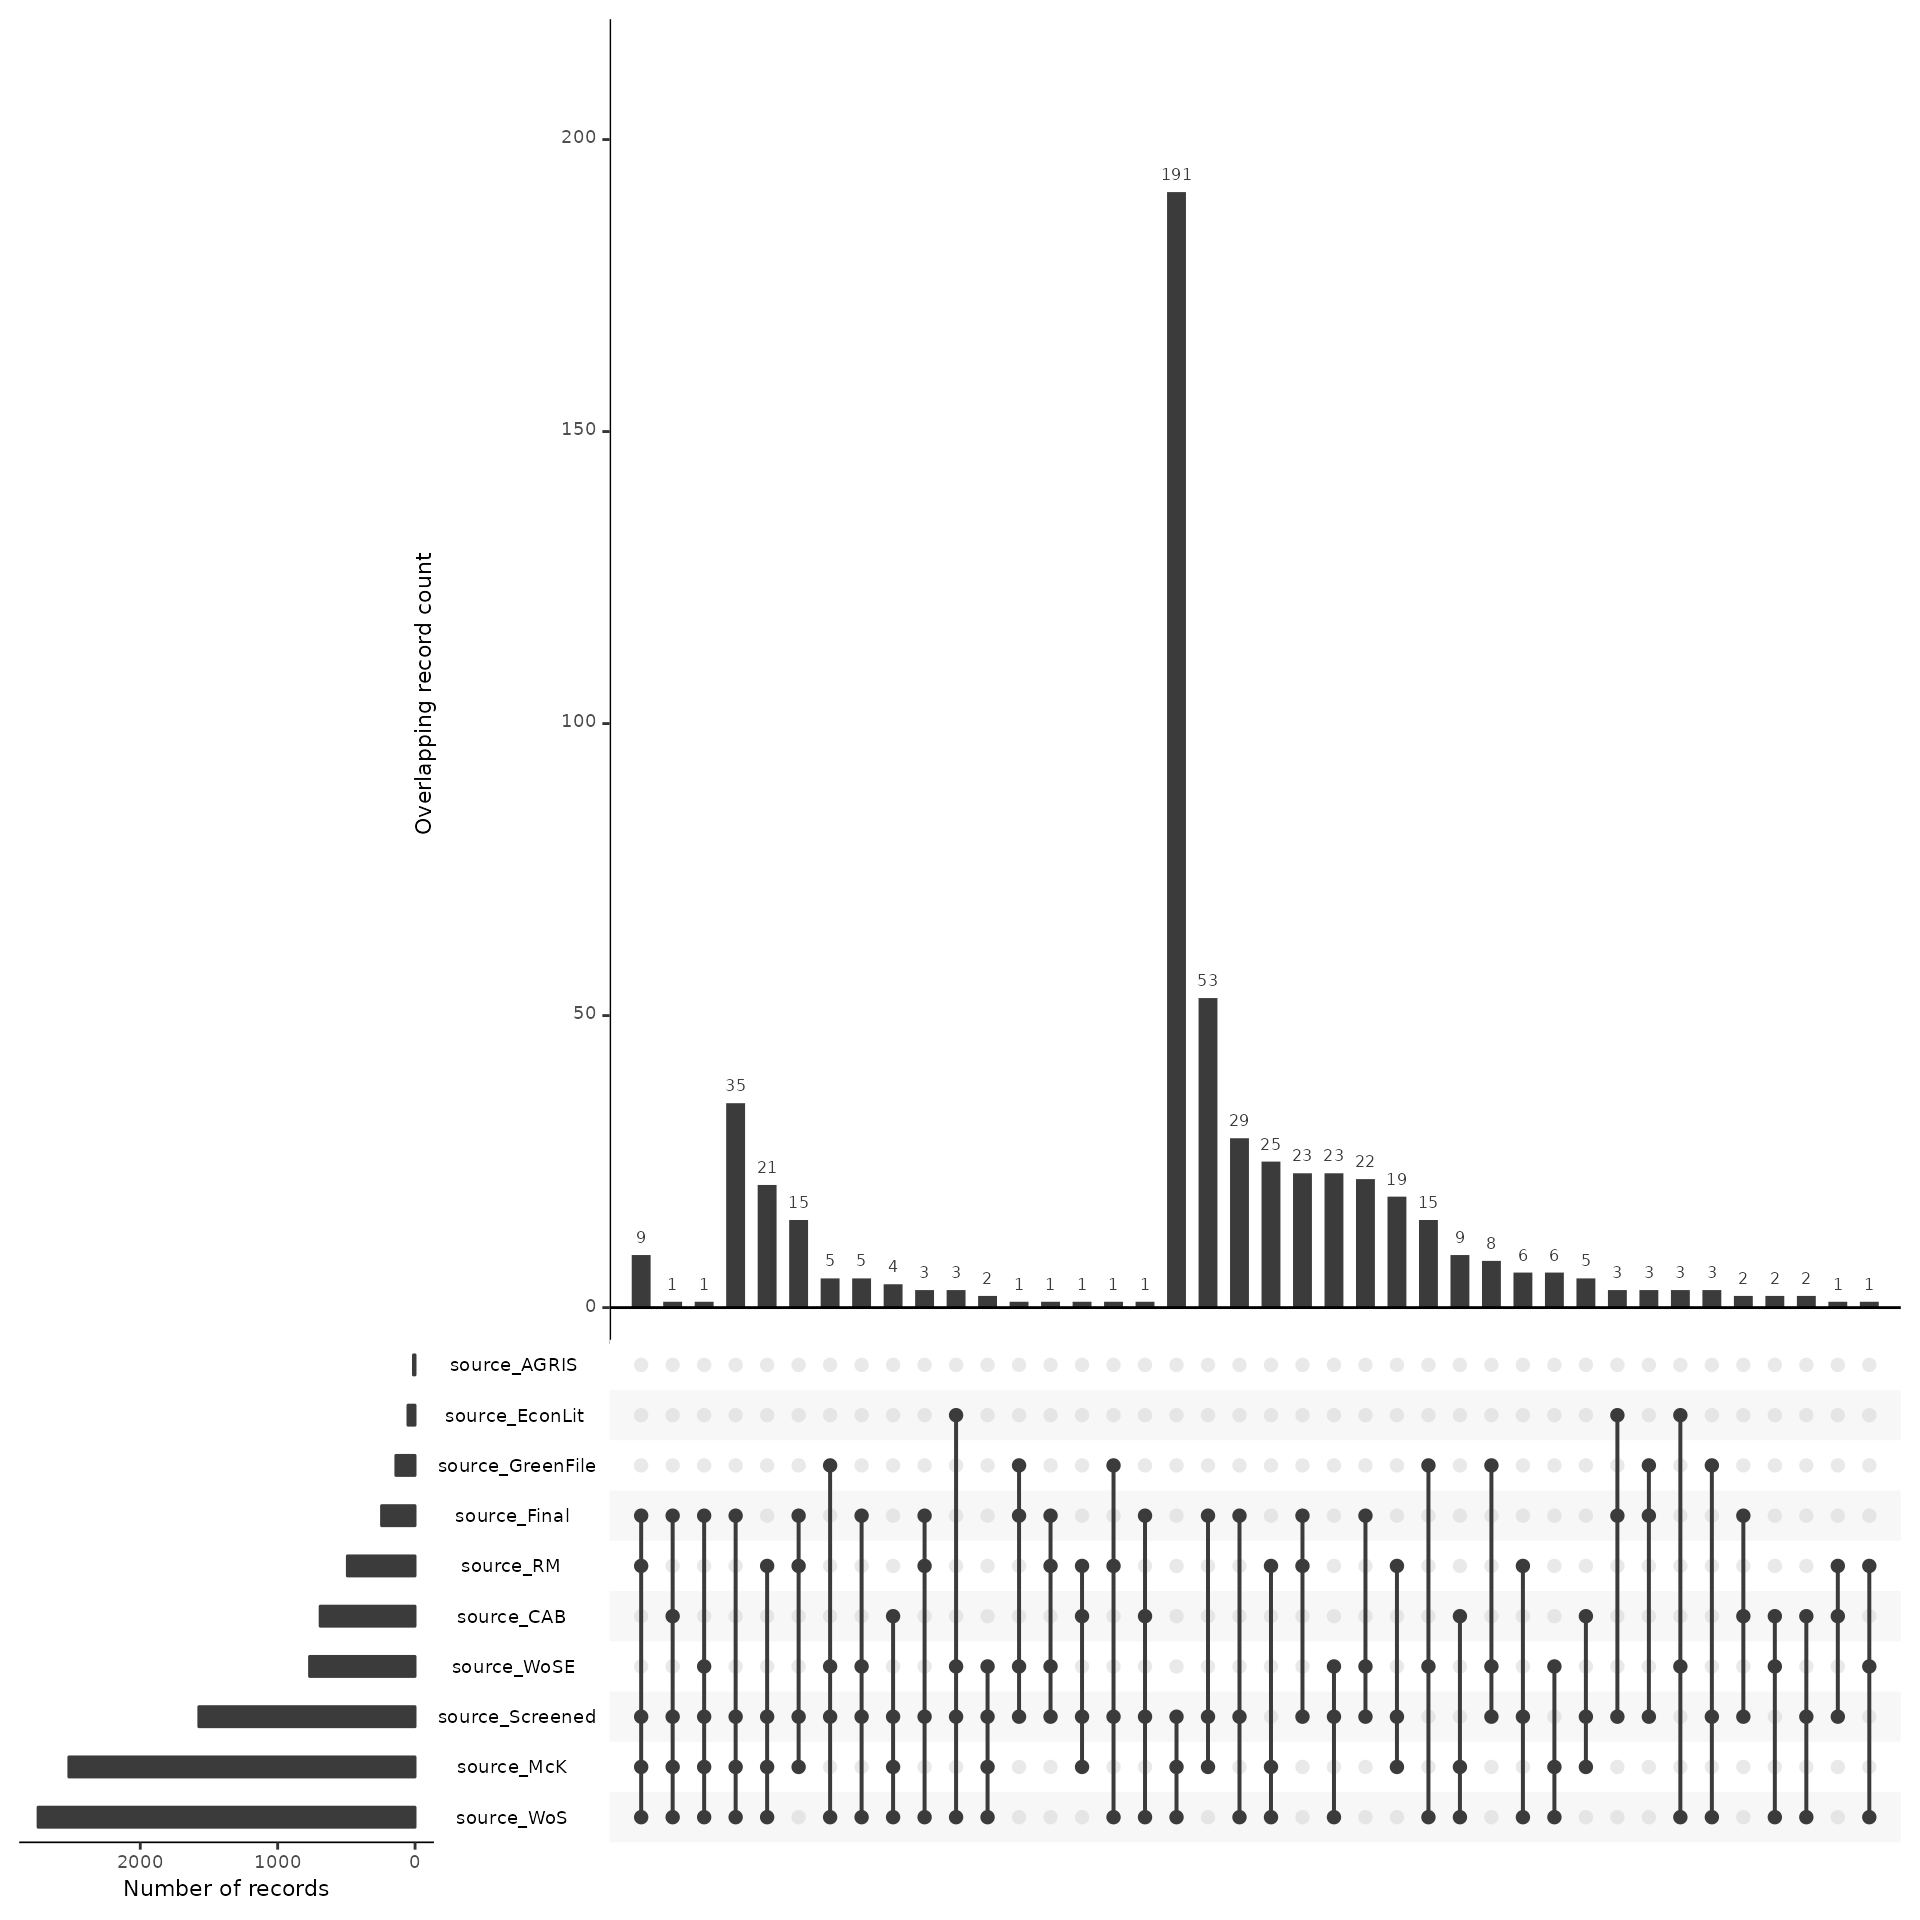 Overlapping record count
200
150
100
50
0
9 1 1 35 21 15 5 5 4 3 3 2 1 1 1 1 1 191 53 29 25 23 23 22 19 15 9 8 6 6 5 3 3 3 3 2 2 2 1 1
source_AGRIS
source_EconLit
source_GreenFile
source_Final
source_RM
source_CAB
source_WoSE
source_Screened
source_McK
source_WoS
2000 1000 0
Number of records